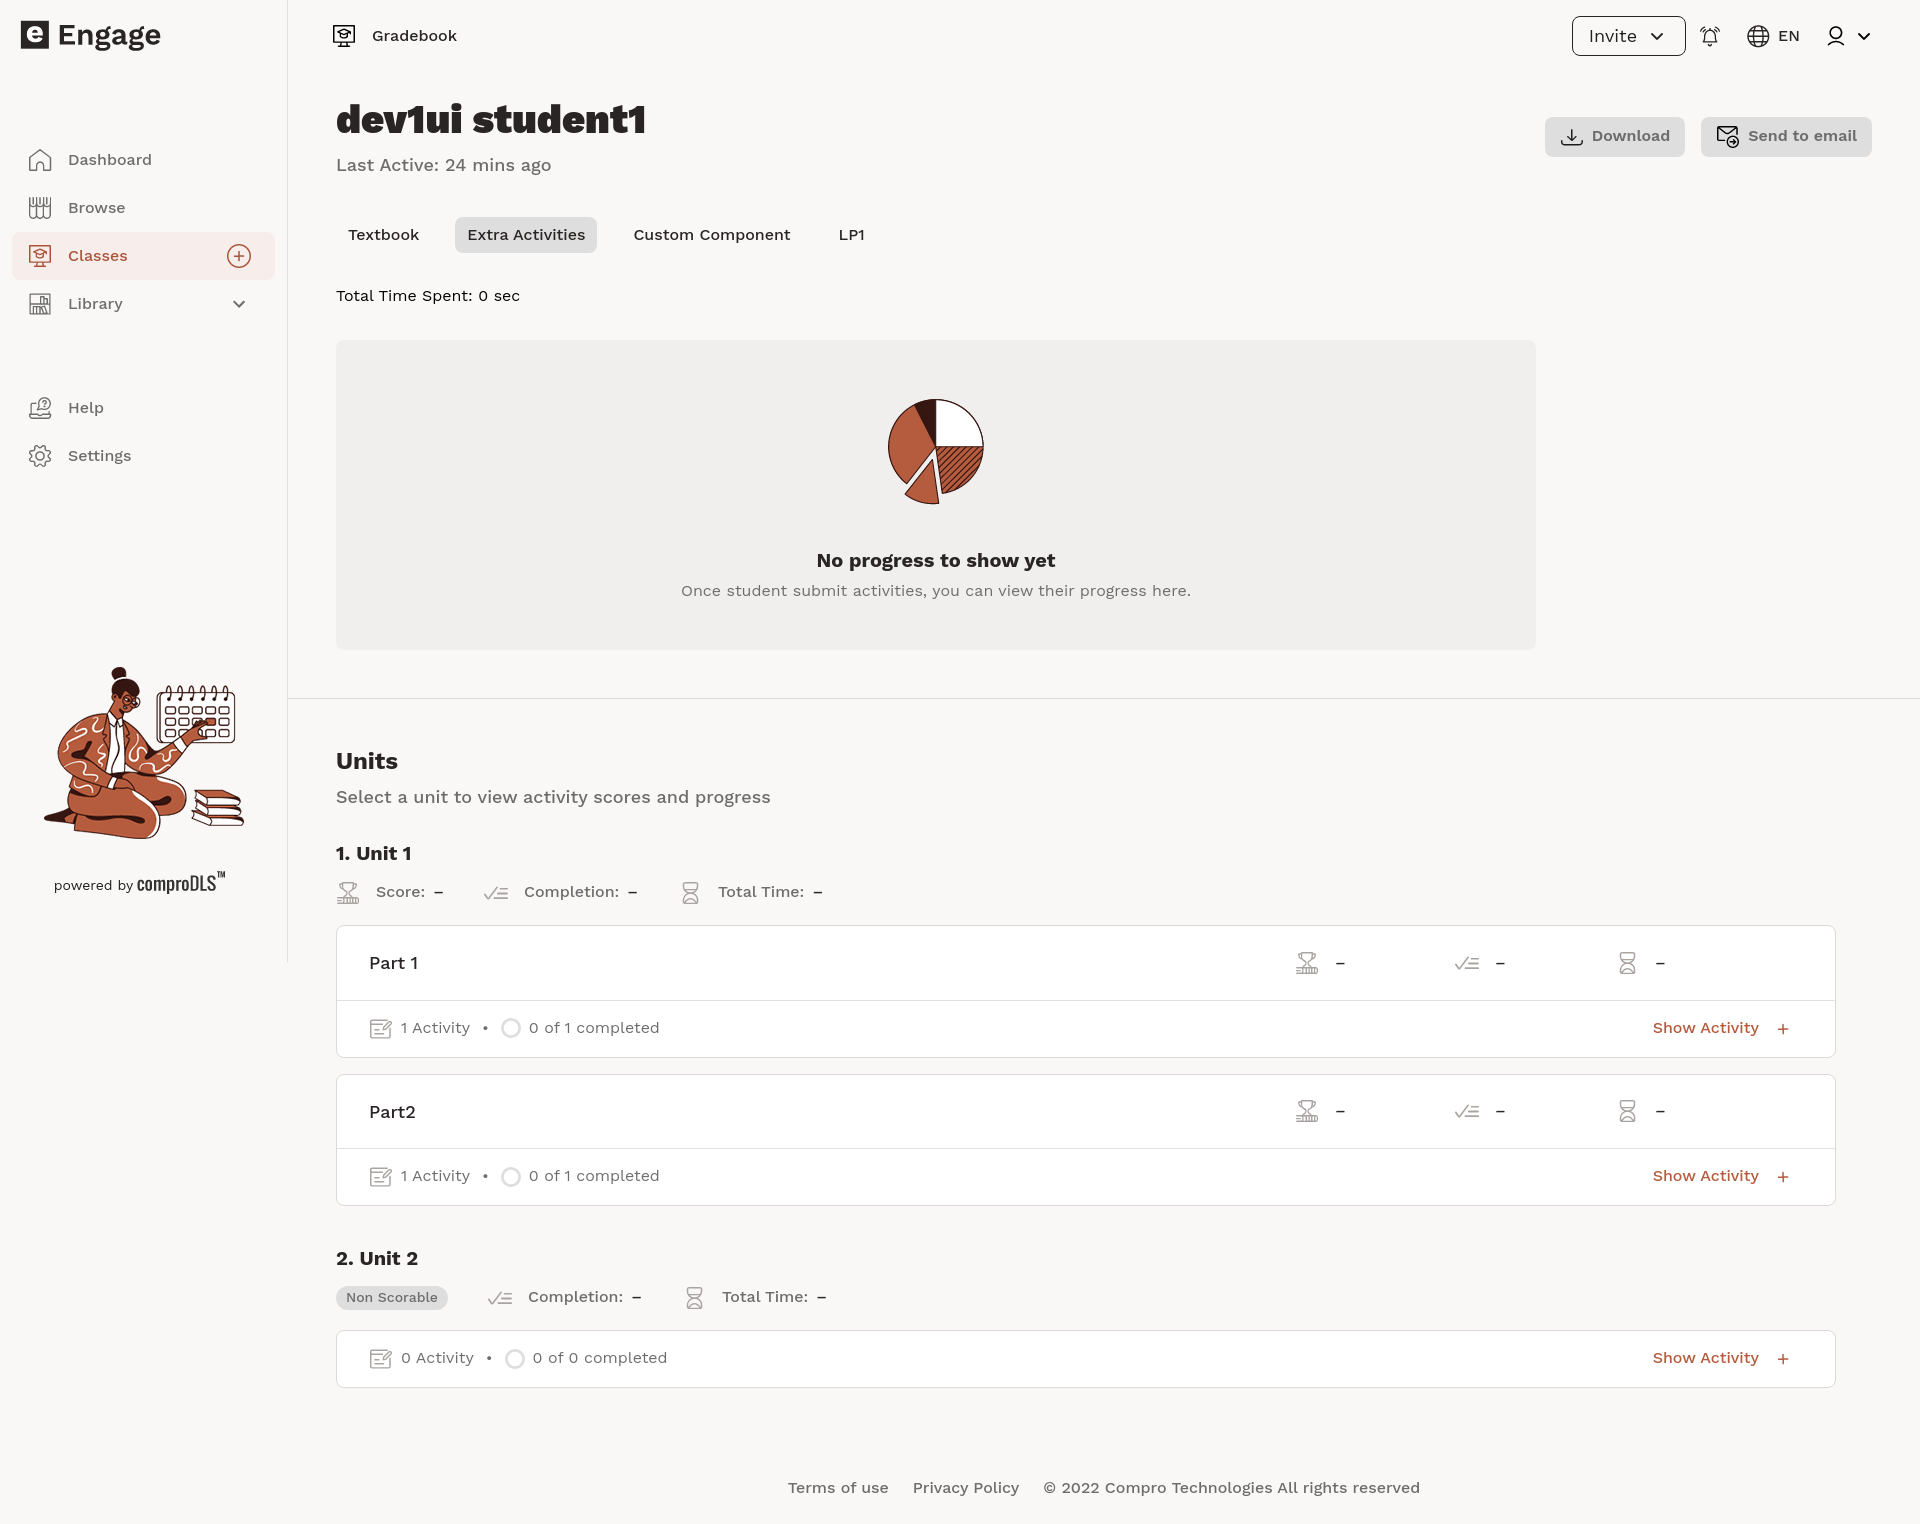 e Engage
Gradebook
Invite
EN
Dashboard
Browse
Classes
Library
Help
Settings
powered by comproDLS™
dev1ui student1
Last Active: 24 mins ago
Download
Send to email
Textbook
Extra Activities
Custom Component
LP1
Total Time Spent: 0 sec
No progress to show yet
Once student submit activities, you can view their progress here.
Units
Select a unit to view activity scores and progress
1. Unit 1
Score: –
Completion: –
Total Time: –
Part 1
–
–
–
1 Activity • 0 of 1 completed
Show Activity +
Part2
–
–
–
1 Activity • 0 of 1 completed
Show Activity +
2. Unit 2
Non Scorable
Completion: –
Total Time: –
0 Activity • 0 of 0 completed
Show Activity +
Terms of use
Privacy Policy
© 2022 Compro Technologies All rights reserved